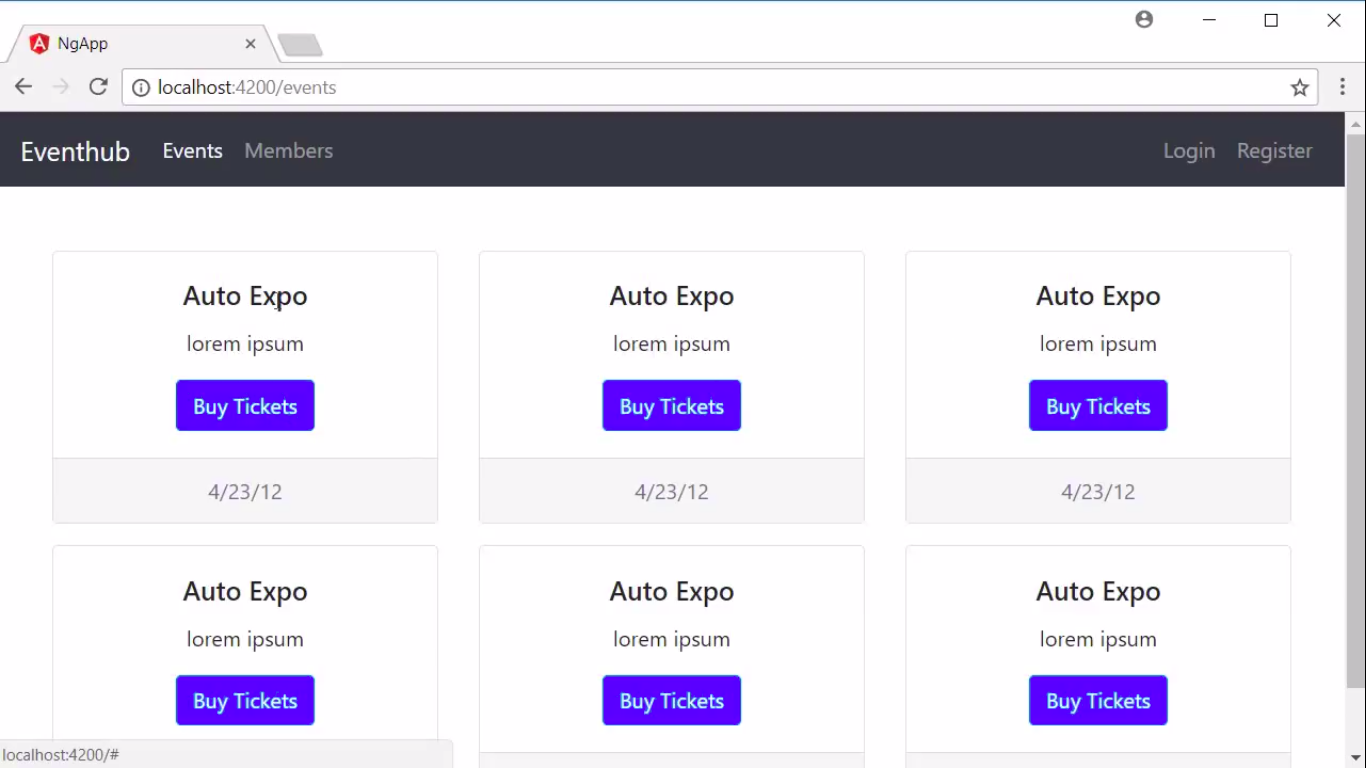 NgApp
localhost:4200/events
Eventhub Events Members Login Register
Auto Expo Auto Expo Auto Expo
lorem ipsum lorem ipsum lorem ipsum
Buy Tickets Buy Tickets Buy Tickets
4/23/12 4/23/12 4/23/12
Auto Expo Auto Expo Auto Expo
lorem ipsum lorem ipsum lorem ipsum
Buy Tickets Buy Tickets Buy Tickets
localhost:4200/#